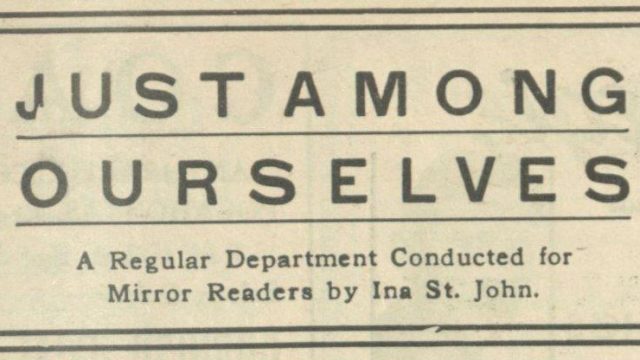 JUST AMONG
OURSELVES
A Regular Department Conducted for
Mirror Readers by Ina St. John.